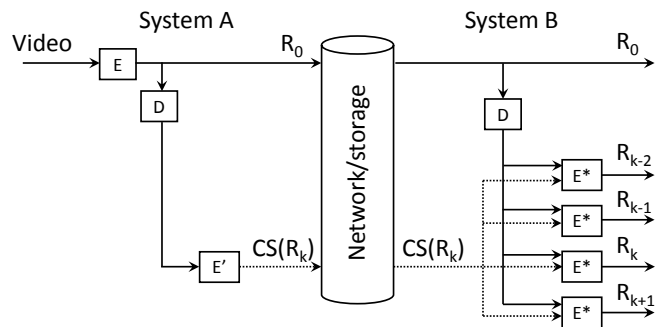 System A
System B
Video
E
R₀
R₀
D
D
Network/storage
E*
Rₖ₋₂
E*
Rₖ₋₁
E'
CS(Rₖ)
CS(Rₖ)
E*
Rₖ
E*
Rₖ₊₁